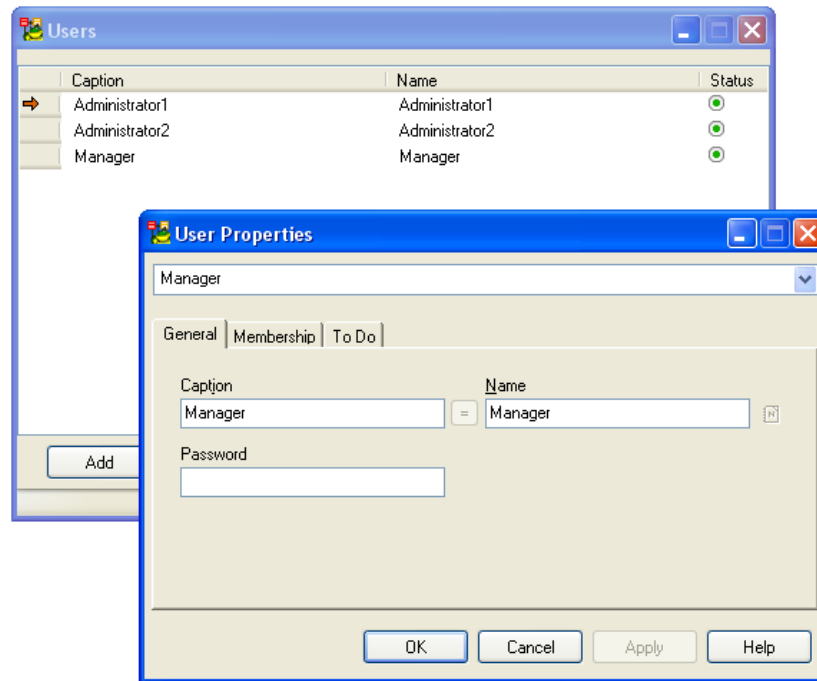 Users
Caption Name Status
Administrator1 Administrator1
Administrator2 Administrator2
Manager Manager
User Properties
Manager
General Membership To Do
Caption Name
Manager = Manager N
Password
Add
OK Cancel Apply Help